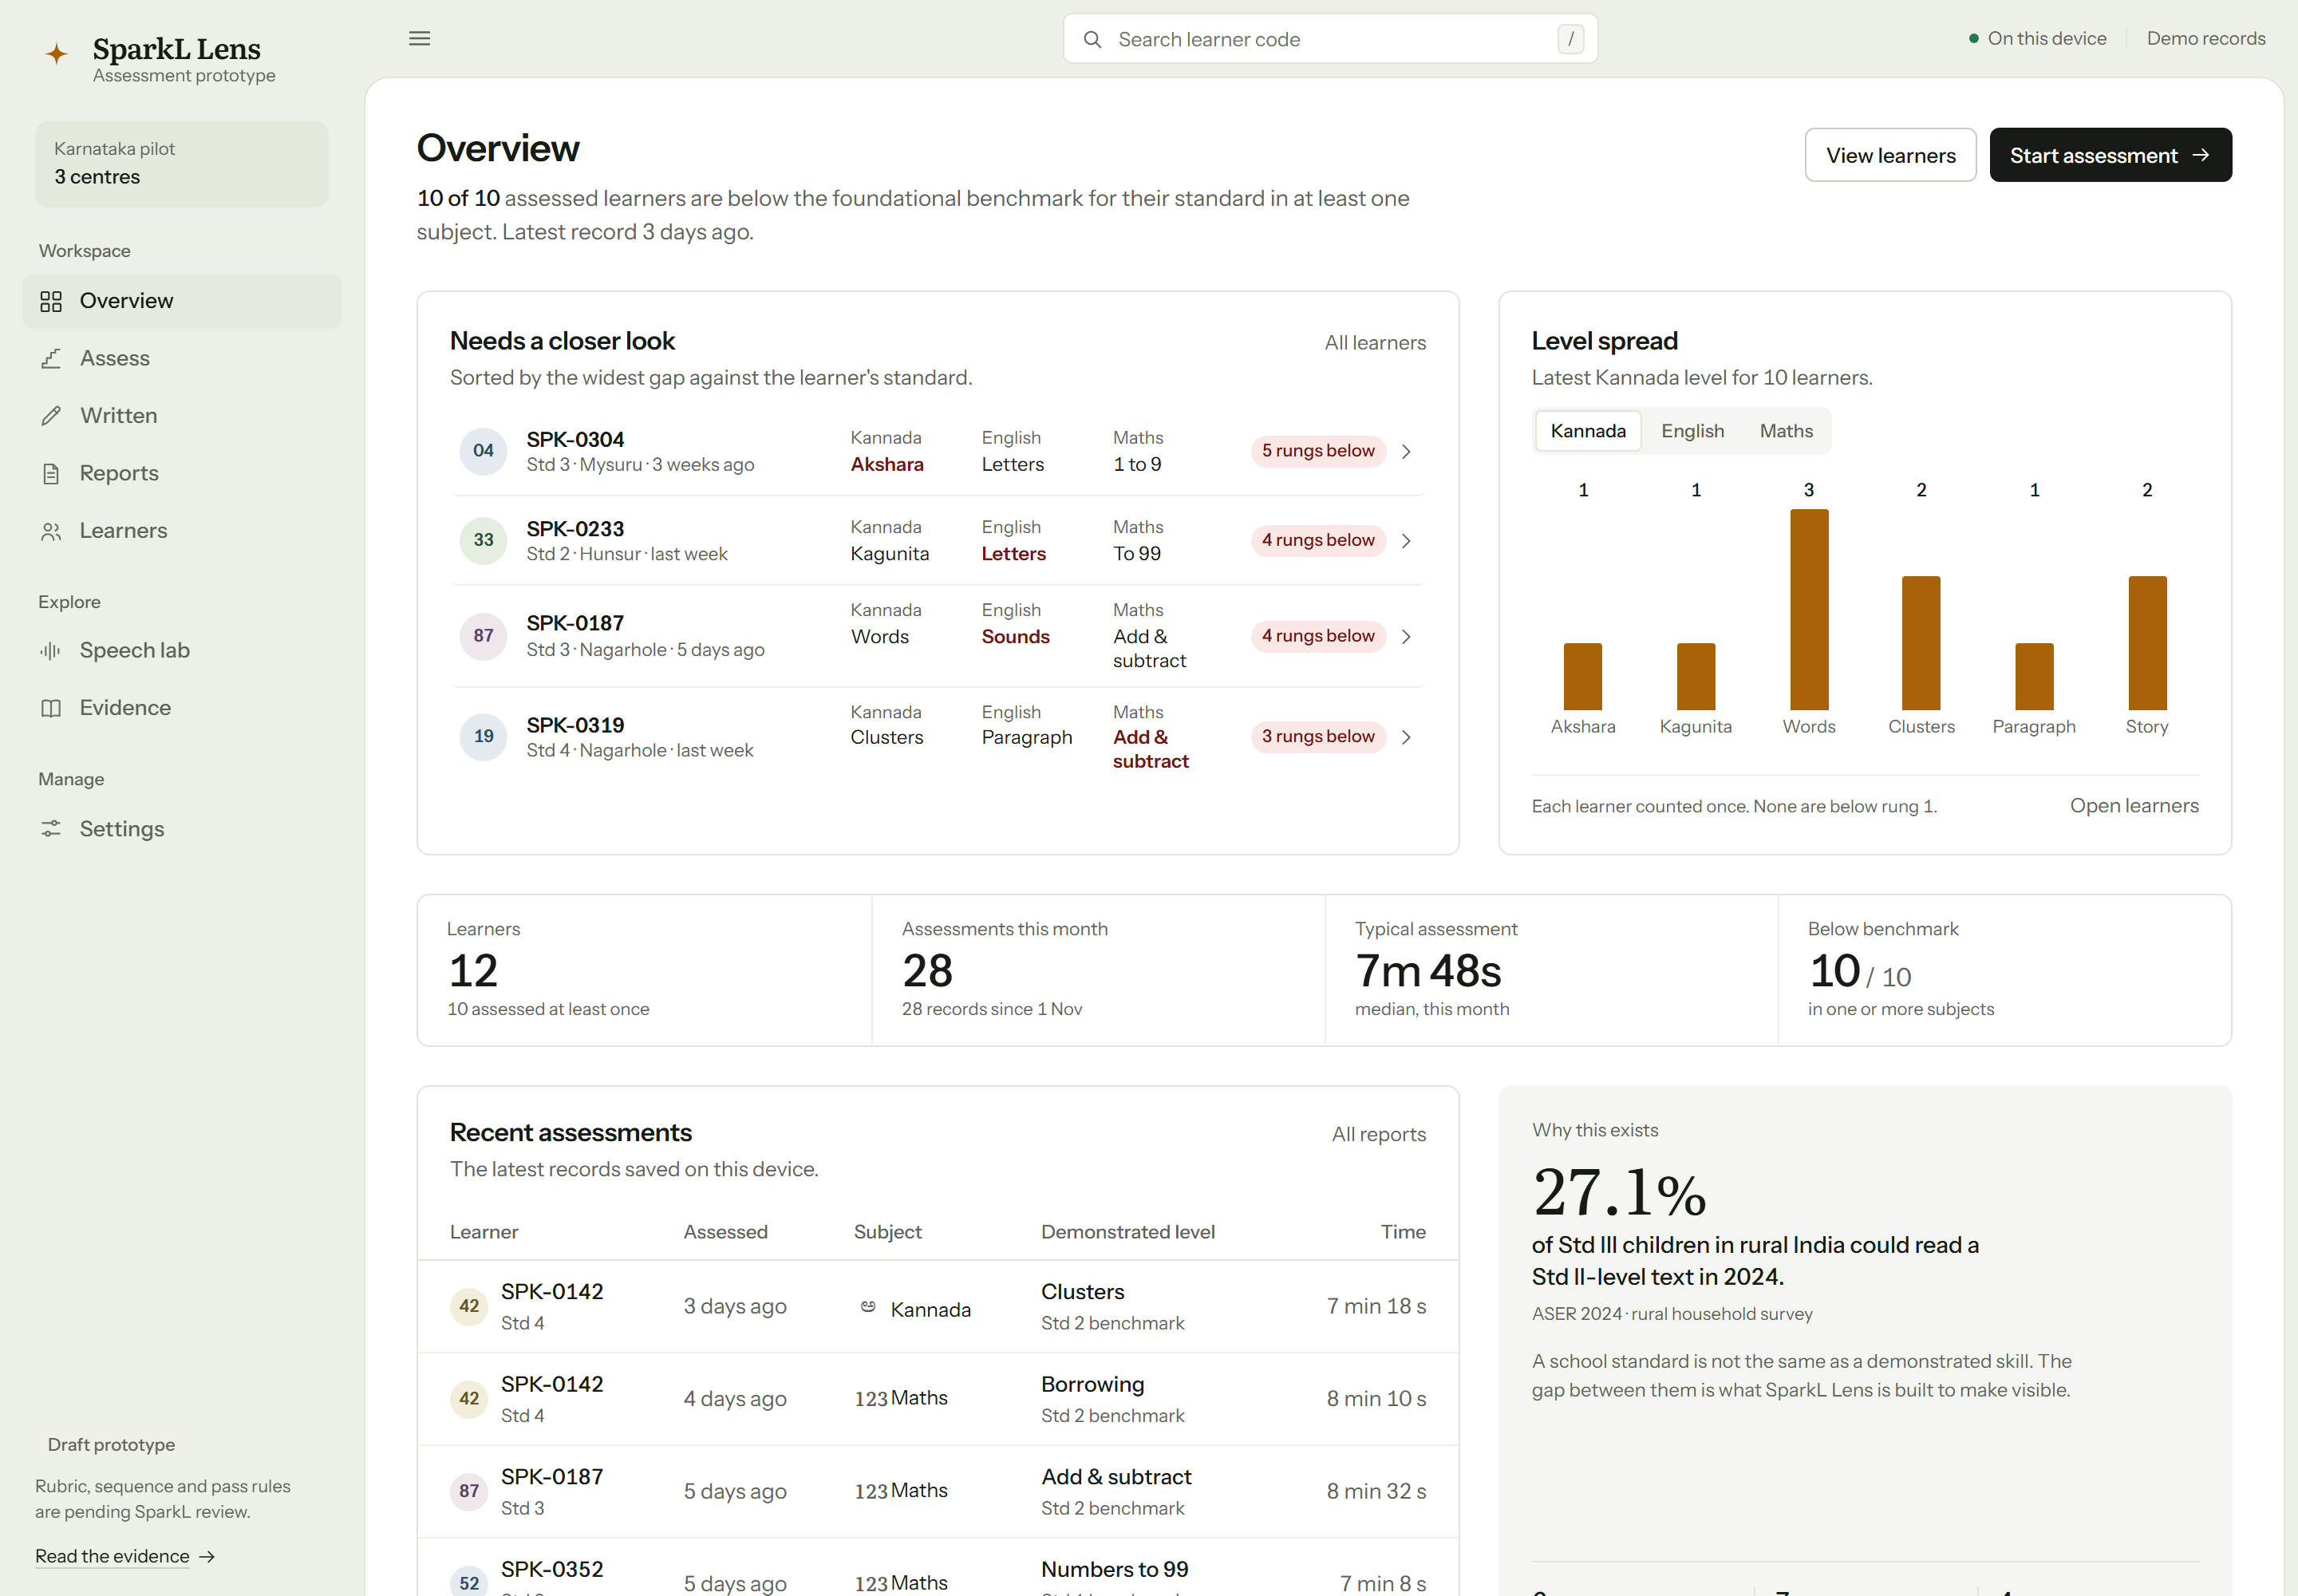 SparkL Lens
Assessment prototype
Search learner code
/
On this device
Demo records
Karnataka pilot
3 centres
Workspace
Overview
Assess
Written
Reports
Learners
Explore
Speech lab
Evidence
Manage
Settings
Draft prototype
Rubric, sequence and pass rules
are pending SparkL review.
Read the evidence →
Overview
10 of 10 assessed learners are below the foundational benchmark for their standard in at least one
subject. Latest record 3 days ago.
View learners
Start assessment →
Needs a closer look
All learners
Sorted by the widest gap against the learner's standard.
04
SPK-0304
Std 3 · Mysuru · 3 weeks ago
Kannada
Akshara
English
Letters
Maths
1 to 9
5 rungs below
33
SPK-0233
Std 2 · Hunsur · last week
Kannada
Kagunita
English
Letters
Maths
To 99
4 rungs below
87
SPK-0187
Std 3 · Nagarhole · 5 days ago
Kannada
Words
English
Sounds
Maths
Add &
subtract
4 rungs below
19
SPK-0319
Std 4 · Nagarhole · last week
Kannada
Clusters
English
Paragraph
Maths
Add &
subtract
3 rungs below
Level spread
Latest Kannada level for 10 learners.
Kannada English Maths
1 1 3 2 1 2
Akshara Kagunita Words Clusters Paragraph Story
Each learner counted once. None are below rung 1.
Open learners
Learners
12
10 assessed at least once
Assessments this month
28
28 records since 1 Nov
Typical assessment
7m 48s
median, this month
Below benchmark
10 / 10
in one or more subjects
Recent assessments
All reports
The latest records saved on this device.
Learner Assessed Subject Demonstrated level Time
42
SPK-0142
Std 4
3 days ago
ಅ Kannada
Clusters
Std 2 benchmark
7 min 18 s
42
SPK-0142
Std 4
4 days ago
123 Maths
Borrowing
Std 2 benchmark
8 min 10 s
87
SPK-0187
Std 3
5 days ago
123 Maths
Add & subtract
Std 2 benchmark
8 min 32 s
52
SPK-0352
5 days ago
123 Maths
Numbers to 99
7 min 8 s
Why this exists
27.1%
of Std III children in rural India could read a
Std II-level text in 2024.
ASER 2024 · rural household survey
A school standard is not the same as a demonstrated skill. The
gap between them is what SparkL Lens is built to make visible.